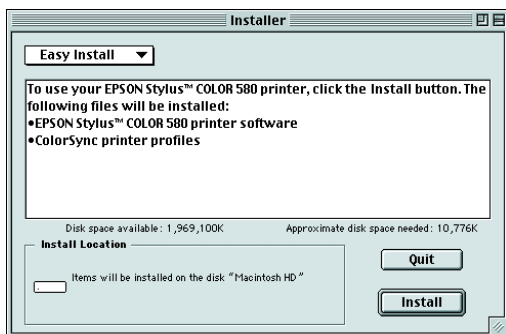 Installer
Easy Install
To use your EPSON Stylus™ COLOR 580 printer, click the Install button. The
following files will be installed:
•EPSON Stylus™ COLOR 580 printer software
•ColorSync printer profiles
Disk space available: 1,969,100K Approximate disk space needed: 10,776K
Install Location
Items will be installed on the disk “Macintosh HD”
Quit
Install